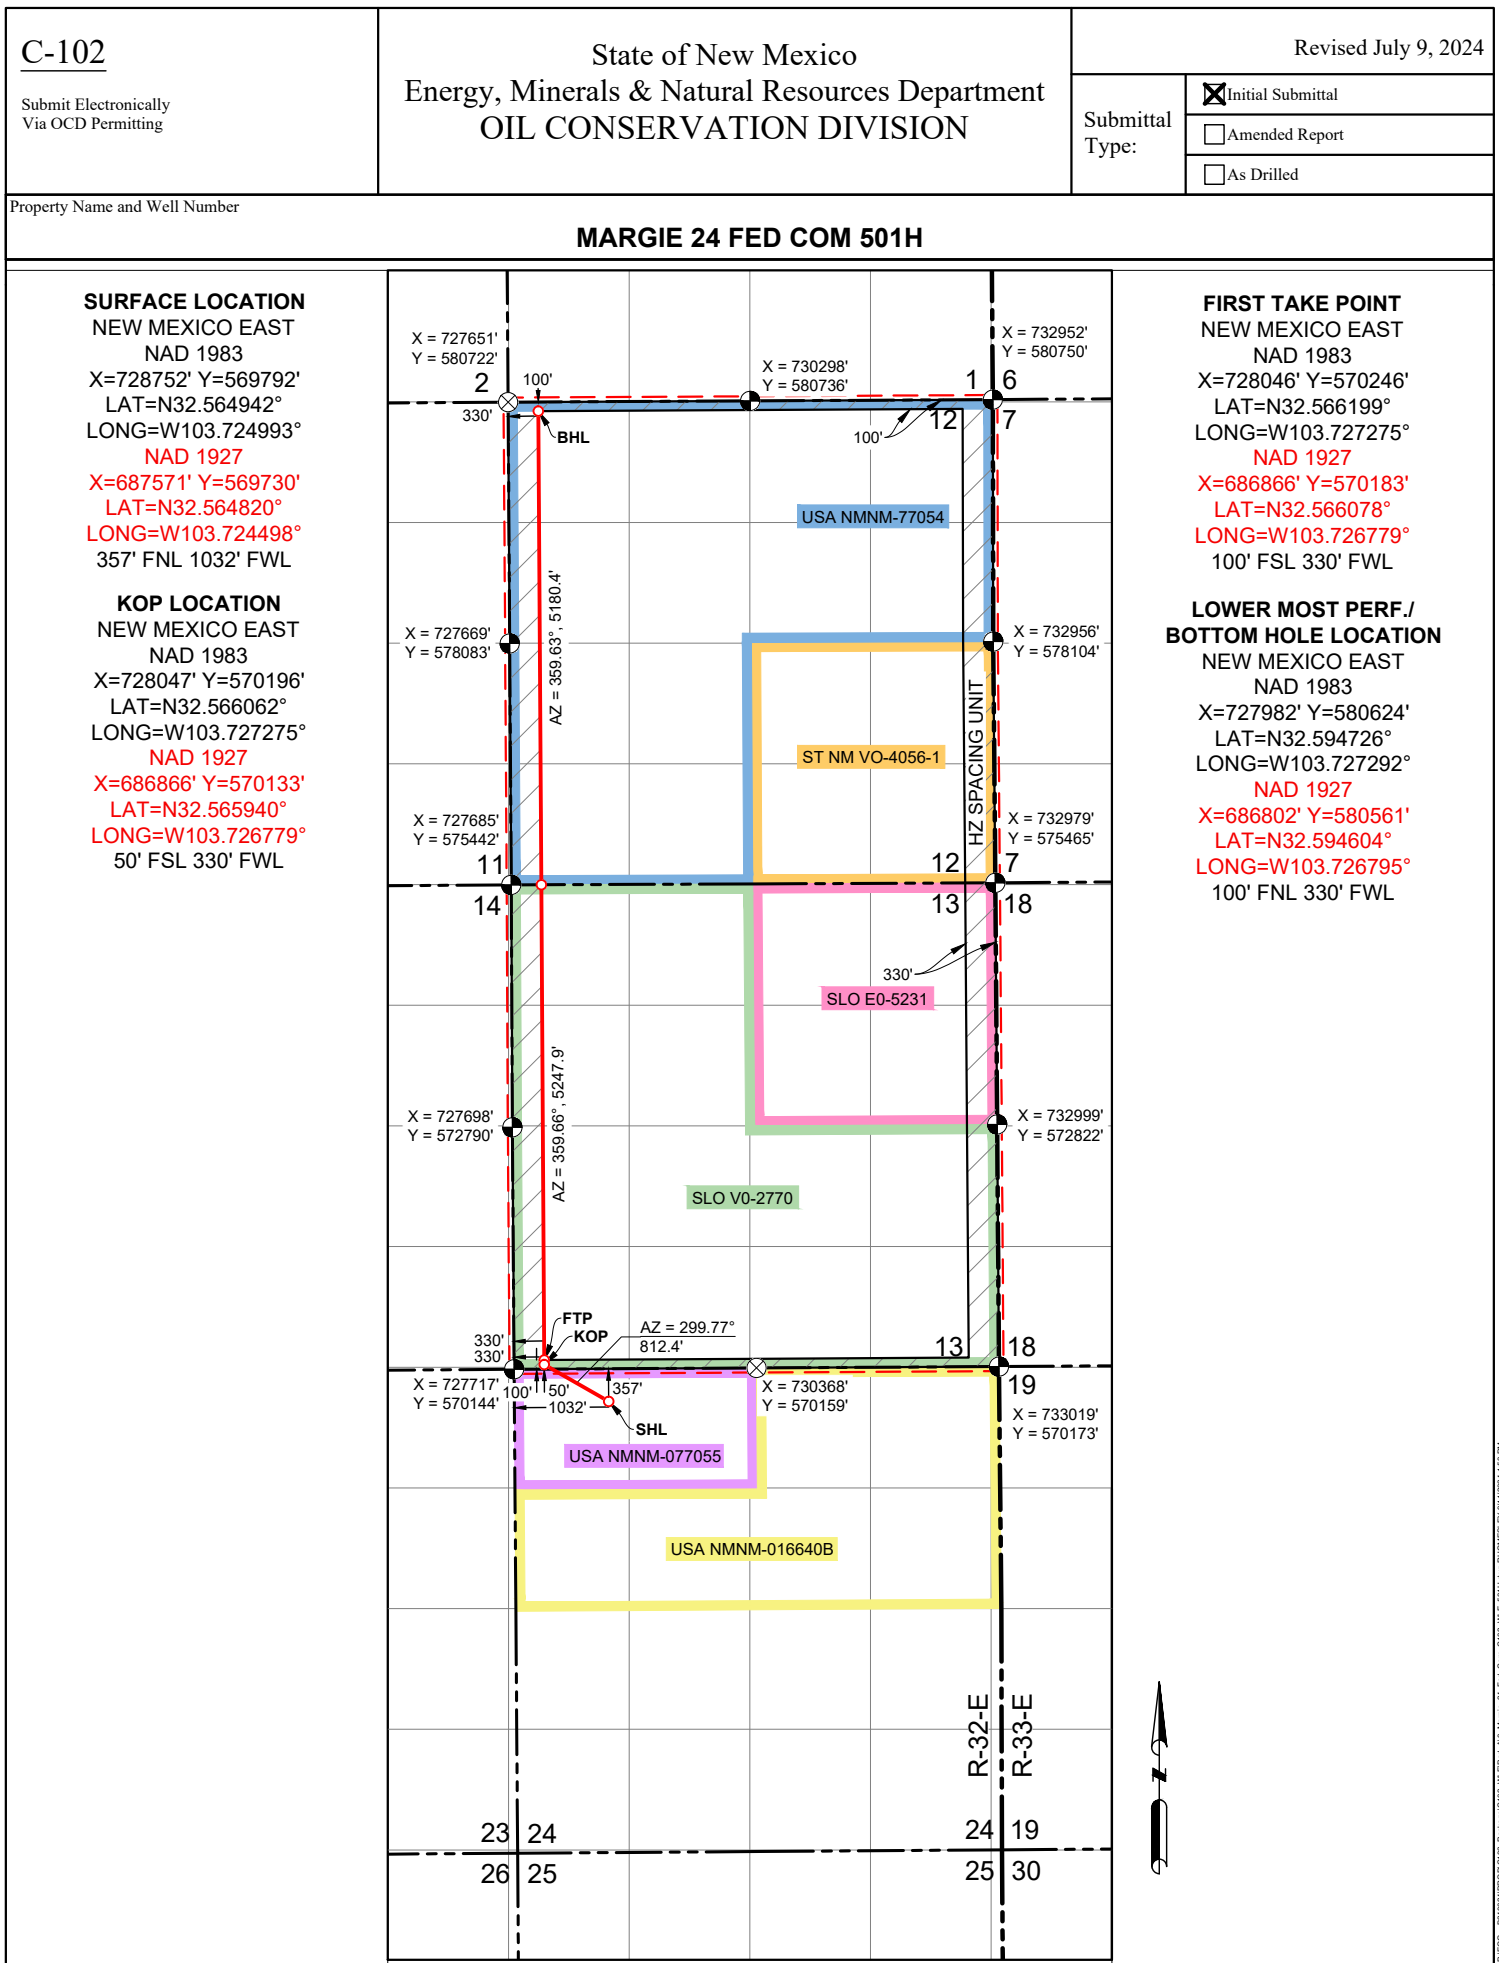 C-102
Submit Electronically
Via OCD Permitting
State of New Mexico
Energy, Minerals & Natural Resources Department
OIL CONSERVATION DIVISION
Revised July 9, 2024
Submittal
Type:
Initial Submittal
Amended Report
As Drilled
Property Name and Well Number
MARGIE 24 FED COM 501H
SURFACE LOCATION
NEW MEXICO EAST
NAD 1983
X=728752' Y=569792'
LAT=N32.564942°
LONG=W103.724993°
NAD 1927
X=687571' Y=569730'
LAT=N32.564820°
LONG=W103.724498°
357' FNL 1032' FWL
KOP LOCATION
NEW MEXICO EAST
NAD 1983
X=728047' Y=570196'
LAT=N32.566062°
LONG=W103.727275°
NAD 1927
X=686866' Y=570133'
LAT=N32.565940°
LONG=W103.726779°
50' FSL 330' FWL
X = 727651'
Y = 580722'
X = 730298'
Y = 580736'
X = 732952'
Y = 580750'
2
100'
1
6
330'
BHL
100'
12
7
USA NMNM-77054
AZ = 359.63°, 5180.4'
X = 727669'
Y = 578083'
X = 732956'
Y = 578104'
HZ SPACING UNIT
ST NM VO-4056-1
X = 727685'
Y = 575442'
X = 732979'
Y = 575465'
11
12
7
14
13
18
330'
SLO E0-5231
AZ = 359.66°, 5247.9'
X = 727698'
Y = 572790'
X = 732999'
Y = 572822'
SLO V0-2770
FTP
KOP
AZ = 299.77°
812.4'
330'
330'
13
18
X = 727717'
Y = 570144'
100'
50'
357'
1032'
SHL
X = 730368'
Y = 570159'
19
X = 733019'
Y = 570173'
USA NMNM-077055
USA NMNM-016640B
R-32-E
R-33-E
23
24
24
19
26
25
25
30
FIRST TAKE POINT
NEW MEXICO EAST
NAD 1983
X=728046' Y=570246'
LAT=N32.566199°
LONG=W103.727275°
NAD 1927
X=686866' Y=570183'
LAT=N32.566078°
LONG=W103.726779°
100' FSL 330' FWL
LOWER MOST PERF./
BOTTOM HOLE LOCATION
NEW MEXICO EAST
NAD 1983
X=727982' Y=580624'
LAT=N32.594726°
LONG=W103.727292°
NAD 1927
X=686802' Y=580561'
LAT=N32.594604°
LONG=W103.726795°
100' FNL 330' FWL